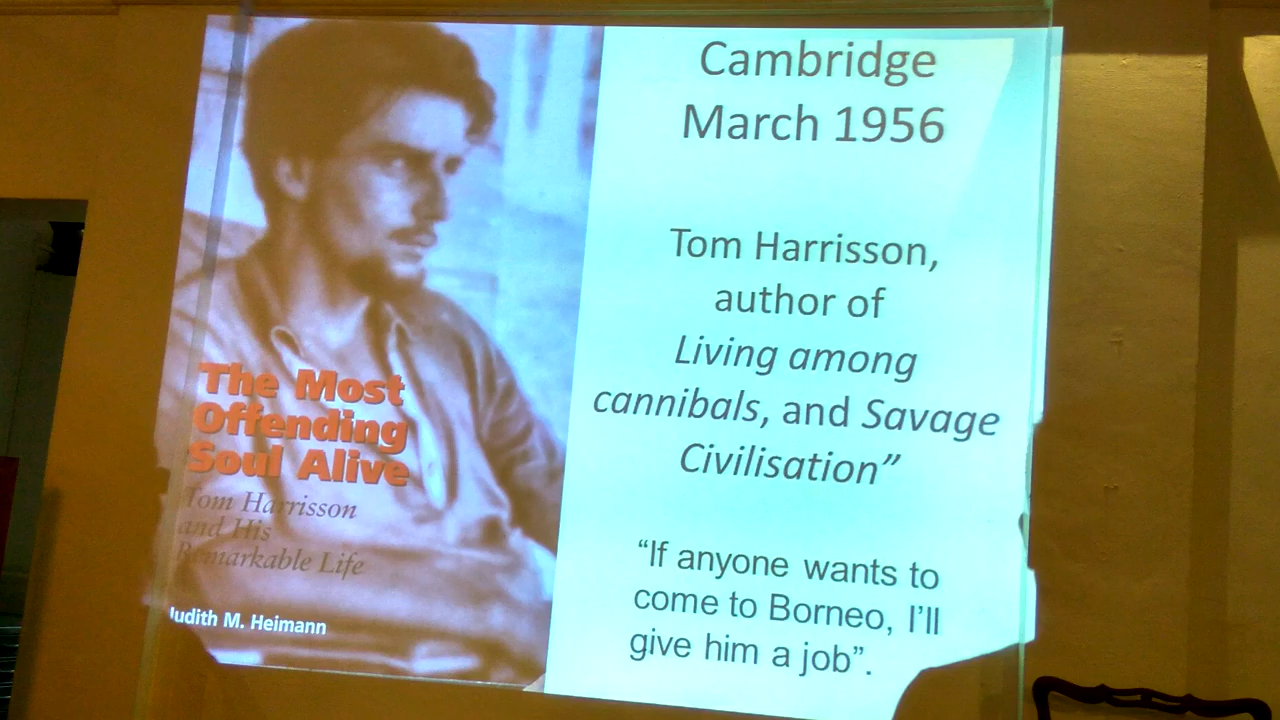 Cambridge
March 1956
Tom Harrisson,
author of
Living among
cannibals, and Savage
Civilisation”
“If anyone wants to
come to Borneo, I’ll
give him a job”.
The Most
Offending
Soul Alive
Tom Harrisson
and His
Remarkable Life
Judith M. Heimann